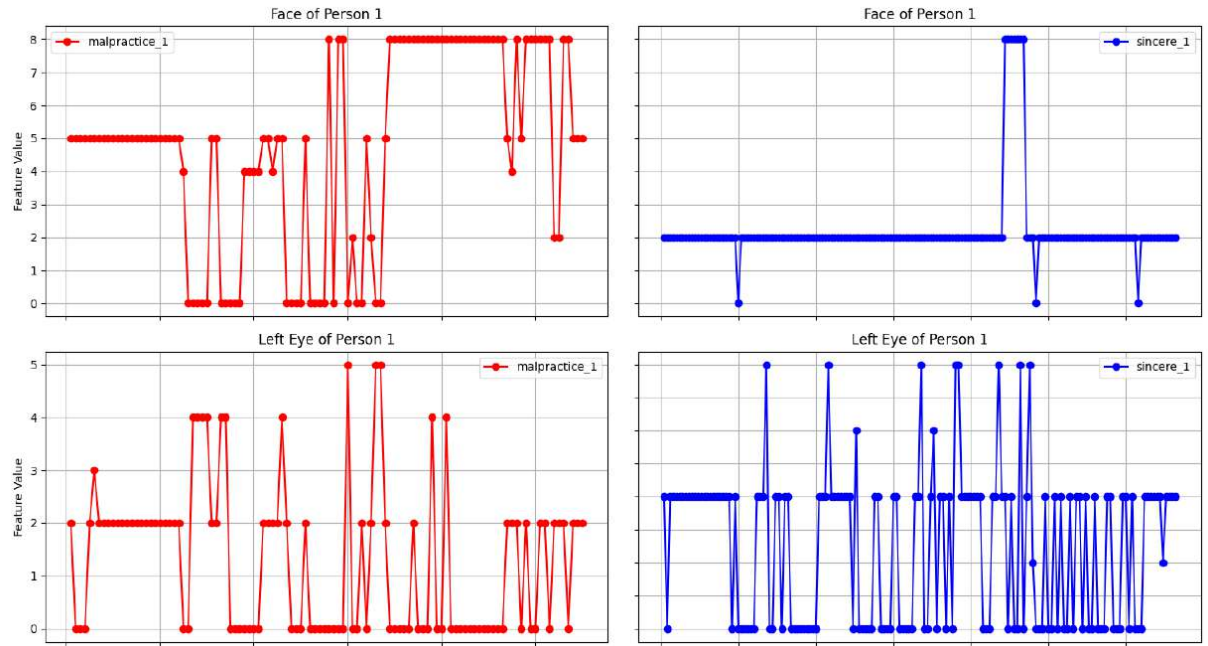 Face of Person 1
Face of Person 1
8
7
6
5
4
3
2
1
0
Feature Value
malpractice_1
sincere_1
Left Eye of Person 1
Left Eye of Person 1
5
4
3
2
1
0
Feature Value
malpractice_1
sincere_1